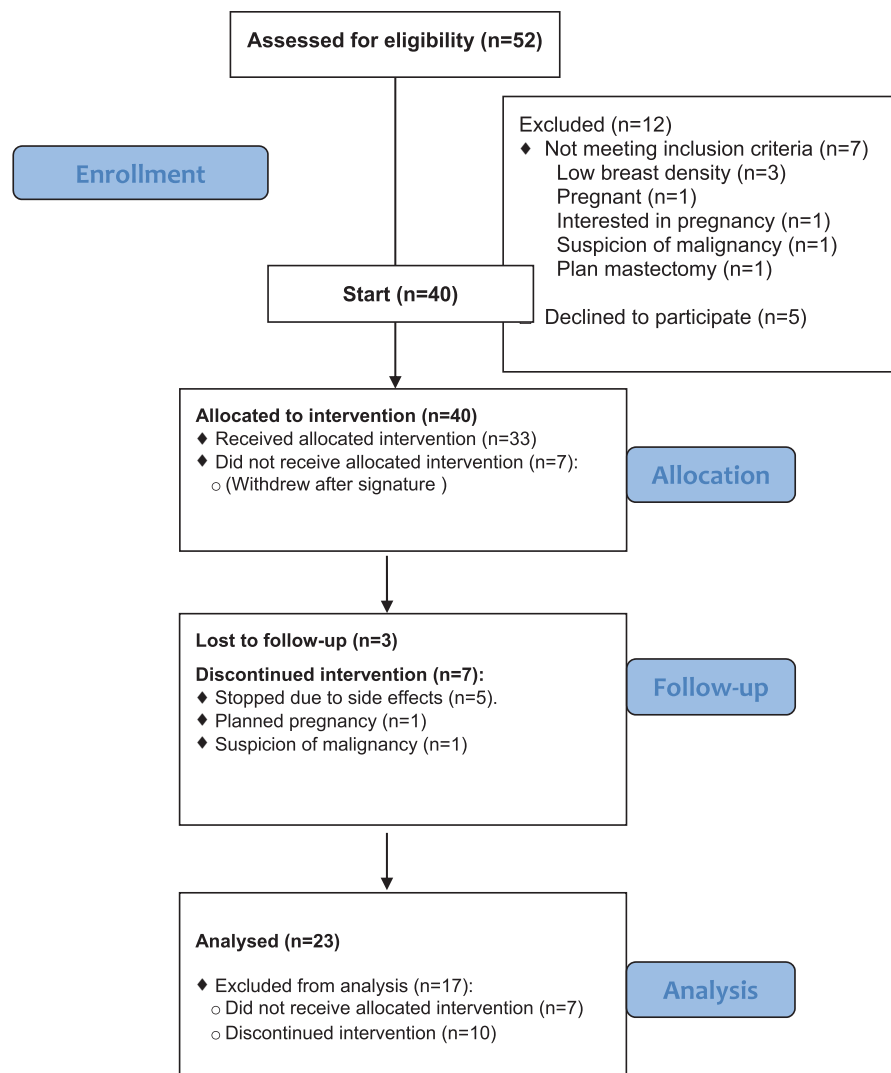 Assessed for eligibility (n=52)
Enrollment
Excluded (n=12)
♦ Not meeting inclusion criteria (n=7)
Low breast density (n=3)
Pregnant (n=1)
Interested in pregnancy (n=1)
Suspicion of malignancy (n=1)
Plan mastectomy (n=1)
Declined to participate (n=5)
Start (n=40)
Allocated to intervention (n=40)
♦ Received allocated intervention (n=33)
♦ Did not receive allocated intervention (n=7):
○ (Withdrew after signature )
Allocation
Lost to follow-up (n=3)
Discontinued intervention (n=7):
♦ Stopped due to side effects (n=5).
♦ Planned pregnancy (n=1)
♦ Suspicion of malignancy (n=1)
Follow-up
Analysed (n=23)
♦ Excluded from analysis (n=17):
○ Did not receive allocated intervention (n=7)
○ Discontinued intervention (n=10)
Analysis